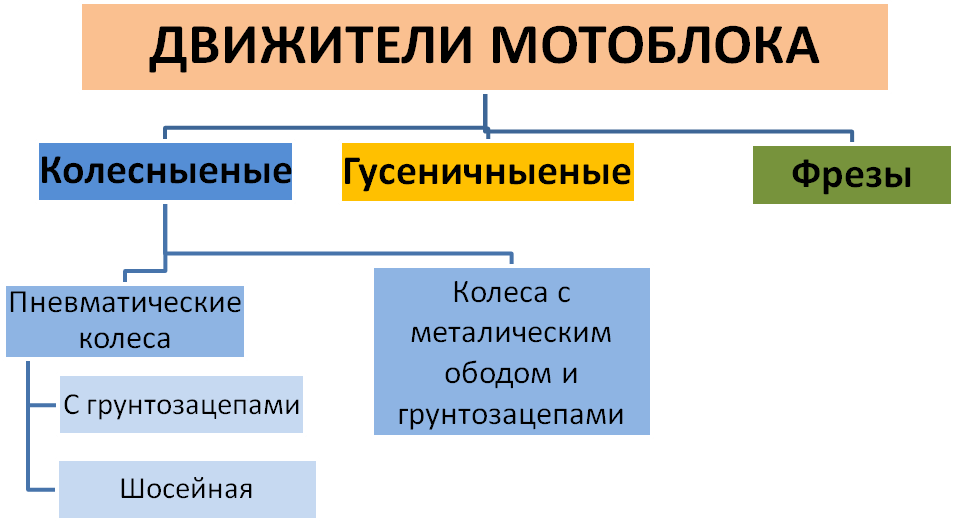 ДВИЖИТЕЛИ МОТОБЛОКА
Колесныеные
Гусеничныеные
Фрезы
Пневматические
колеса
С грунтозацепами
Шосейная
Колеса с
металическим
ободом и
грунтозацепами